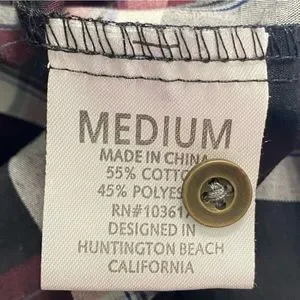 MEDIUM
MADE IN CHINA
55% COTTO
45% POLYES
RN#10361
DESIGNED IN
HUNTINGTON BEACH
CALIFORNIA